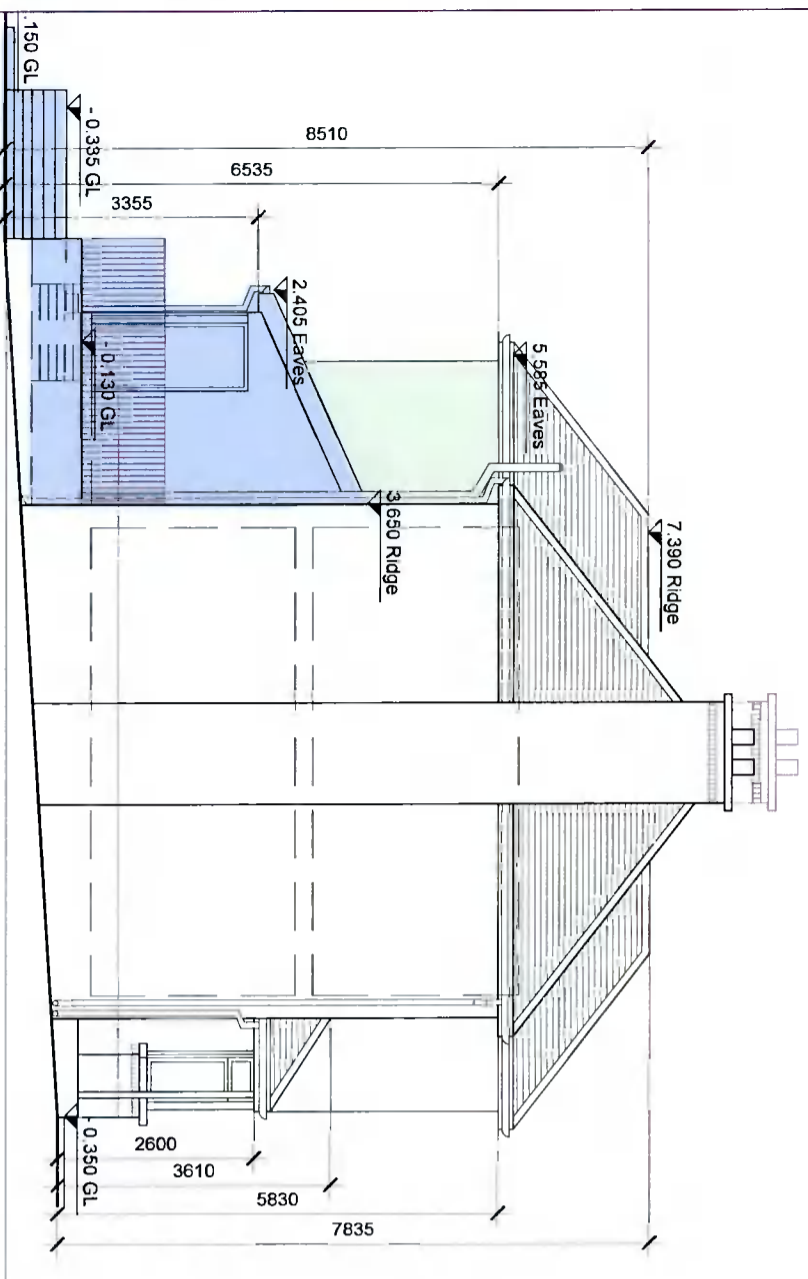 .150 GL
- 0.335 GL
8510
6535
3355
2.405 Eaves
- 0.130 GL
5.585 Eaves
3.650 Ridge
7.390 Ridge
- 0.350 GL
2600
3610
5830
7835